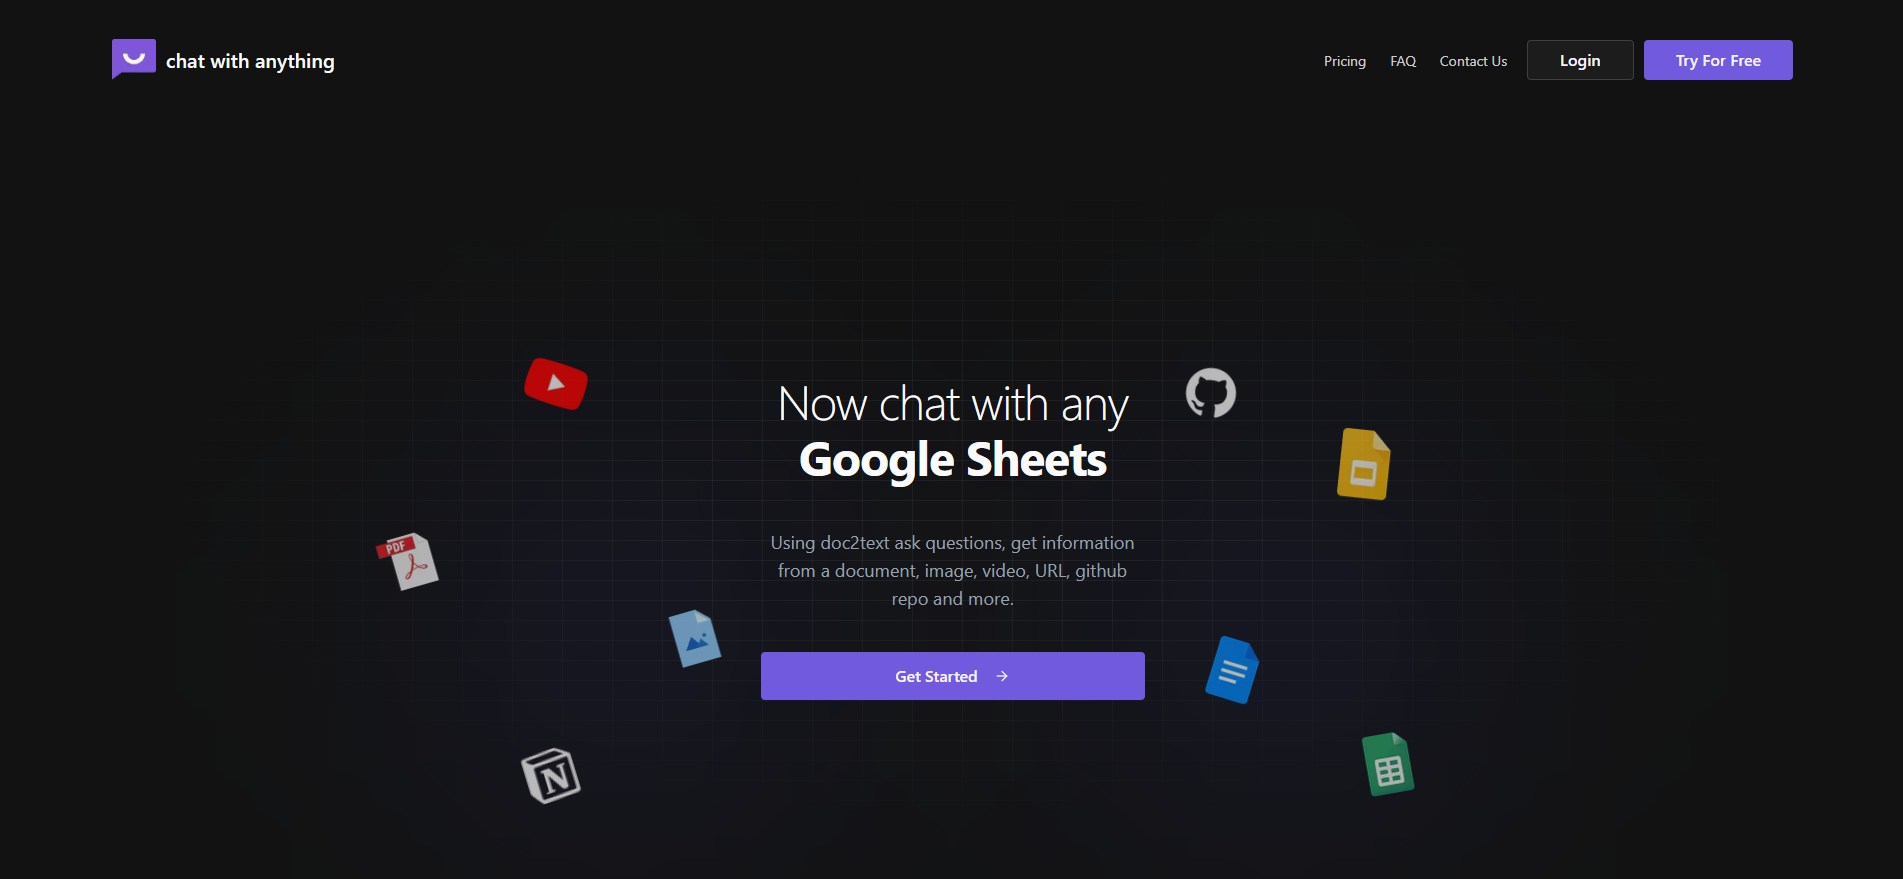 chat with anything
Pricing
FAQ
Contact Us
Login
Try For Free
Now chat with any
Google Sheets
PDF
Using doc2text ask questions, get information
from a document, image, video, URL, github
repo and more.
Get Started
N